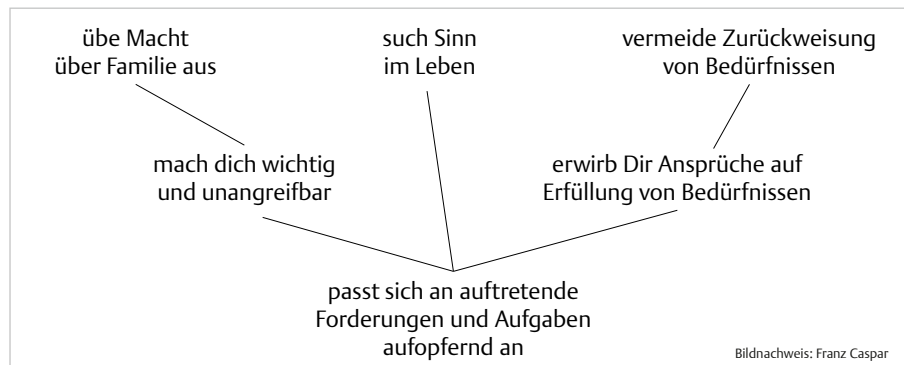 übe Macht
über Familie aus
such Sinn
im Leben
vermeide Zurückweisung
von Bedürfnissen
mach dich wichtig
und unangreifbar
erwirb Dir Ansprüche auf
Erfüllung von Bedürfnissen
passt sich an auftretende
Forderungen und Aufgaben
aufopfernd an
Bildnachweis: Franz Caspar